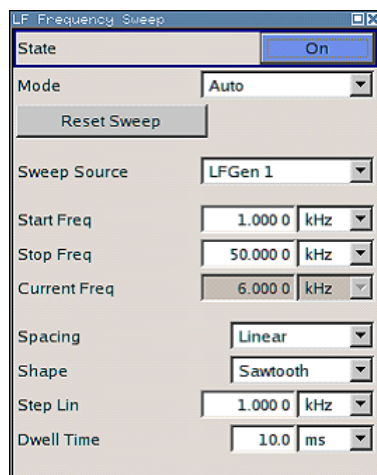 LF Frequency Sweep
State On
Mode Auto
Reset Sweep
Sweep Source LFGen 1
Start Freq 1.000 0 kHz
Stop Freq 50.000 0 kHz
Current Freq 6.000 0 kHz
Spacing Linear
Shape Sawtooth
Step Lin 1.000 0 kHz
Dwell Time 10.0 ms